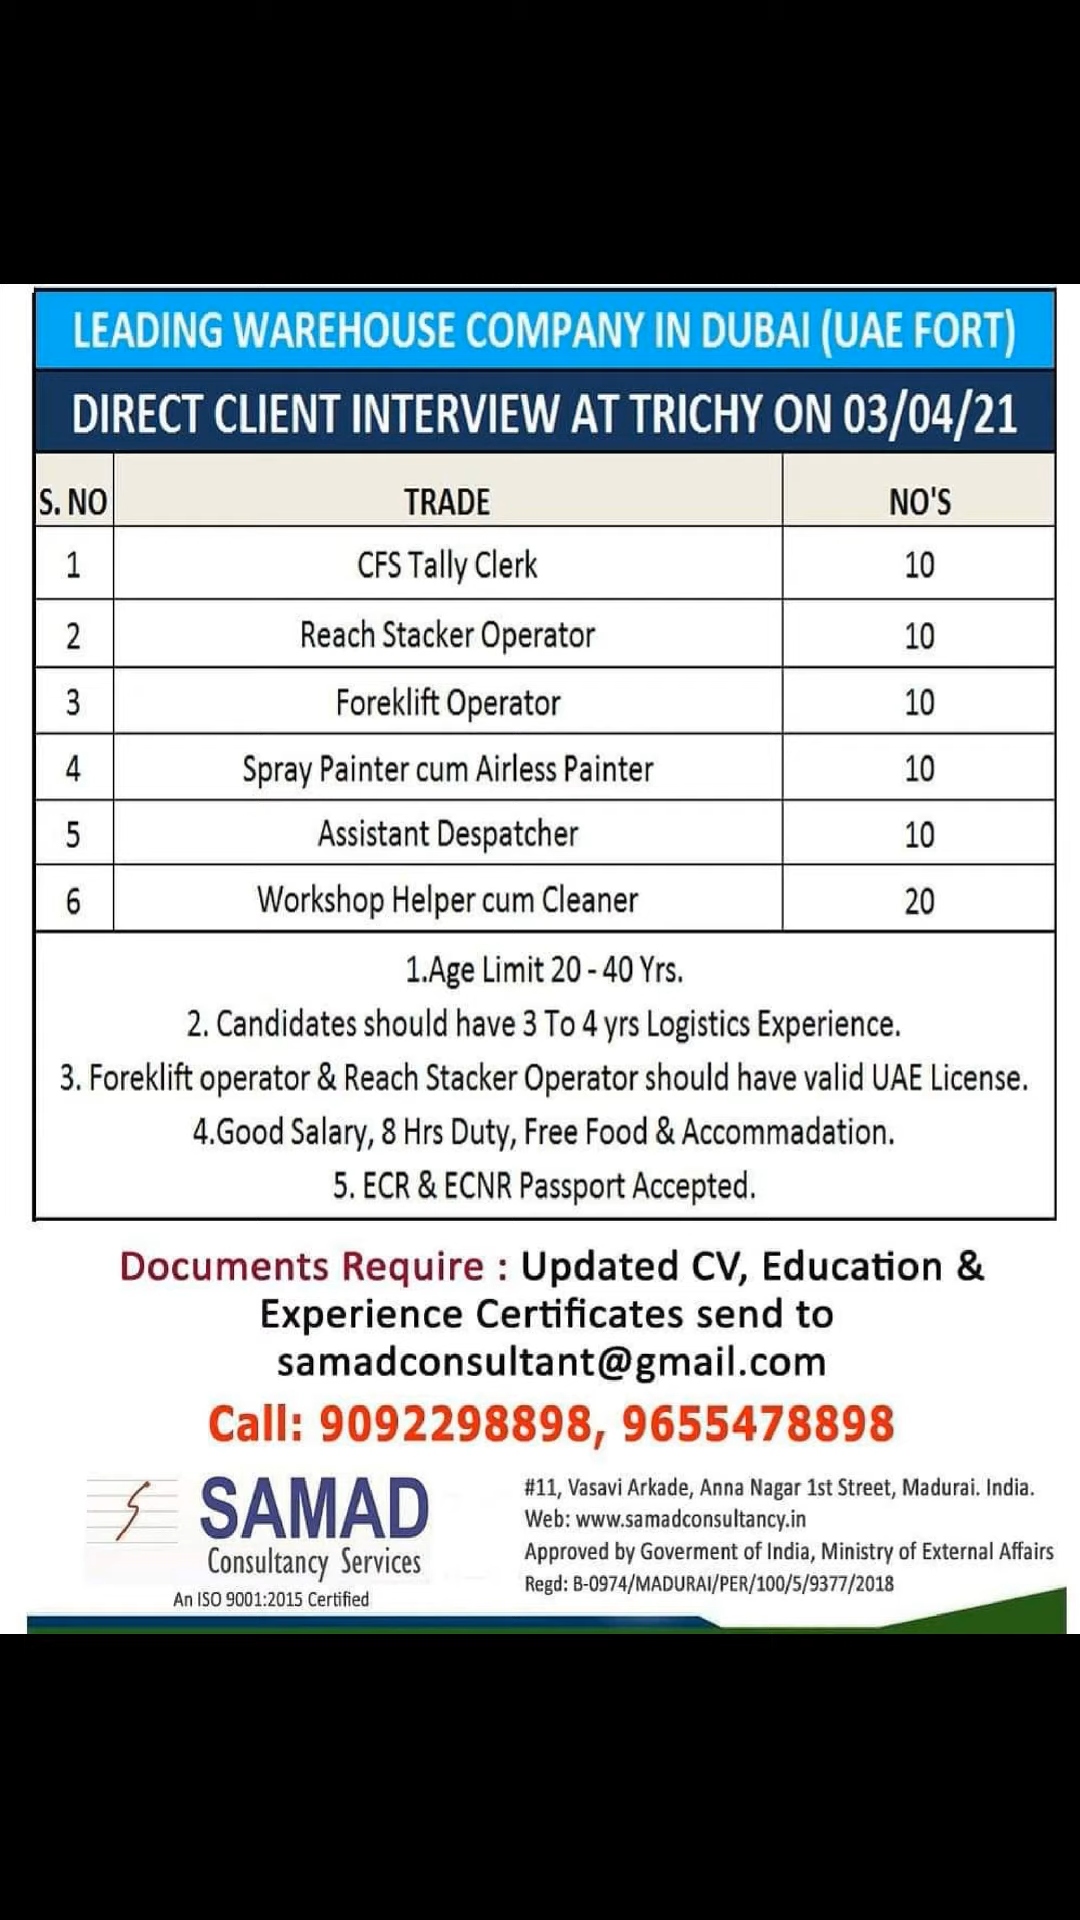 LEADING WAREHOUSE COMPANY IN DUBAI (UAE FORT)
DIRECT CLIENT INTERVIEW AT TRICHY ON 03/04/21
S. NO TRADE NO'S
1 CFS Tally Clerk 10
2 Reach Stacker Operator 10
3 Foreklift Operator 10
4 Spray Painter cum Airless Painter 10
5 Assistant Despatcher 10
6 Workshop Helper cum Cleaner 20
1.Age Limit 20 - 40 Yrs.
2. Candidates should have 3 To 4 yrs Logistics Experience.
3. Foreklift operator & Reach Stacker Operator should have valid UAE License.
4.Good Salary, 8 Hrs Duty, Free Food & Accommadation.
5. ECR & ECNR Passport Accepted.
Documents Require : Updated CV, Education &
Experience Certificates send to
samadconsultant@gmail.com
Call: 9092298898, 9655478898
SAMAD
Consultancy Services
An ISO 9001:2015 Certified
#11, Vasavi Arkade, Anna Nagar 1st Street, Madurai. India.
Web: www.samadconsultancy.in
Approved by Goverment of India, Ministry of External Affairs
Regd: B-0974/MADURAI/PER/100/5/9377/2018